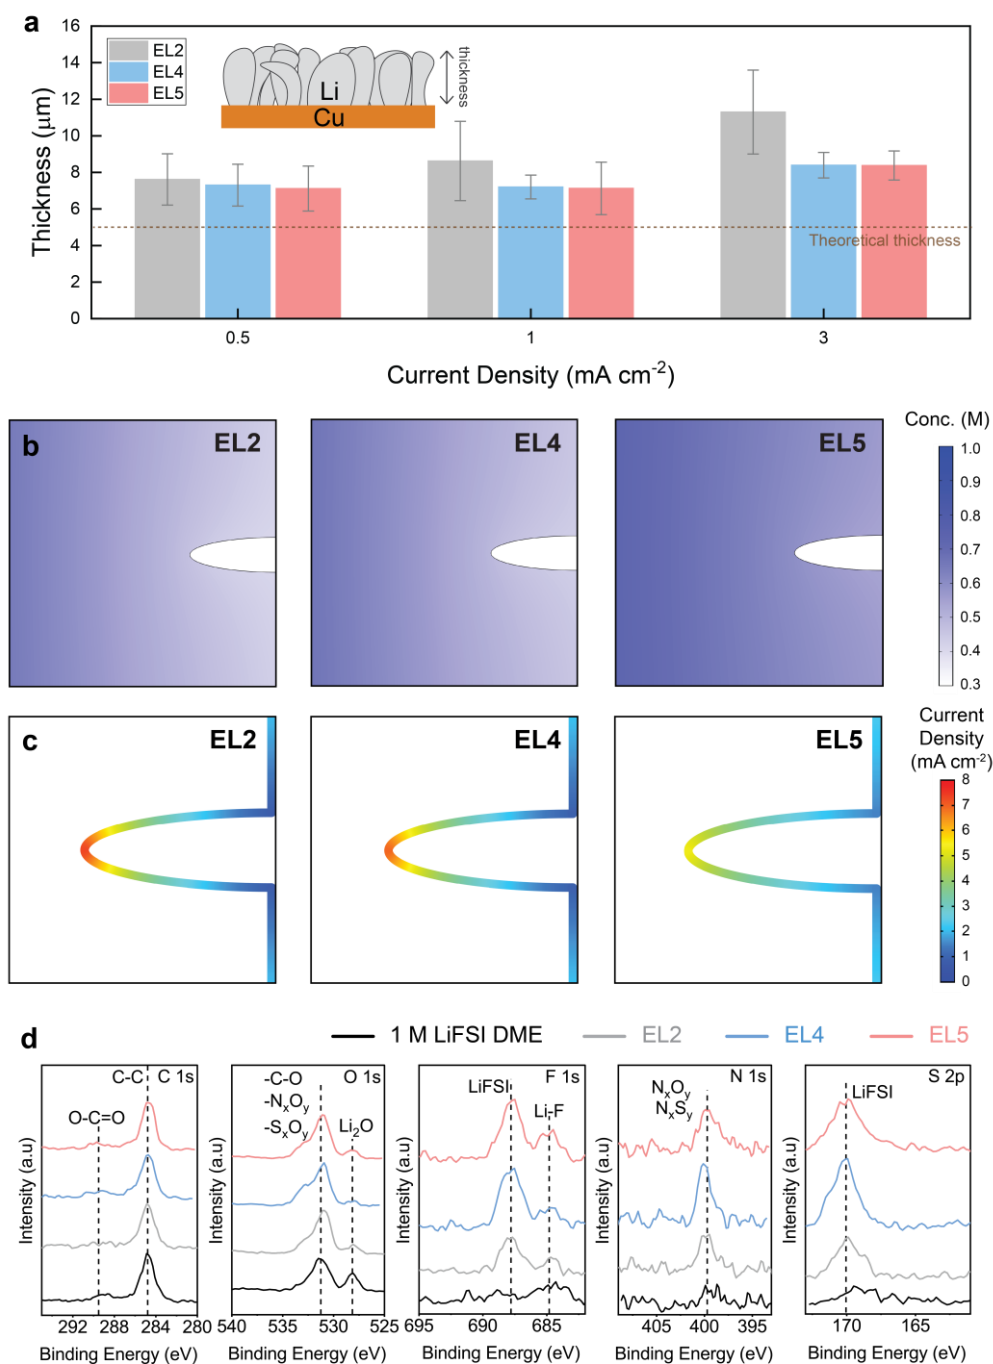 a
16
14
12
10
8
6
4
2
0
Thickness (μm)
EL2
EL4
EL5
Li
Cu
thickness
Theoretical thickness
0.5
1
3
Current Density (mA cm⁻²)
b
EL2
EL4
EL5
Conc. (M)
1.0
0.9
0.8
0.7
0.6
0.5
0.4
0.3
c
EL2
EL4
EL5
Current
Density
(mA cm⁻²)
8
7
6
5
4
3
2
1
0
d
1 M LiFSI DME
EL2
EL4
EL5
C-C
C 1s
O-C=O
Intensity (a.u)
292
288
284
280
Binding Energy (eV)
-C-O
-NₓOᵧ
-SₓOᵧ
O 1s
Li₂O
Intensity (a.u)
540
535
530
525
Binding Energy (eV)
F 1s
LiFSI
Li-F
Intensity (a.u)
695
690
685
Binding Energy (eV)
N 1s
NₓOᵧ
NₓSᵧ
Intensity (a.u)
405
400
395
Binding Energy (eV)
S 2p
LiFSI
Intensity (a.u)
170
165
Binding Energy (eV)